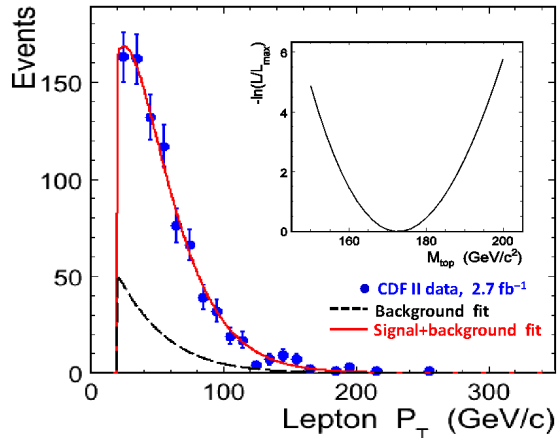 Events
150
100
50
0
0
100
200
300
Lepton P_T (GeV/c)
-ln(L/L_max)
6
4
2
0
160
180
200
M_top (GeV/c²)
CDF II data, 2.7 fb⁻¹
Background fit
Signal+background fit